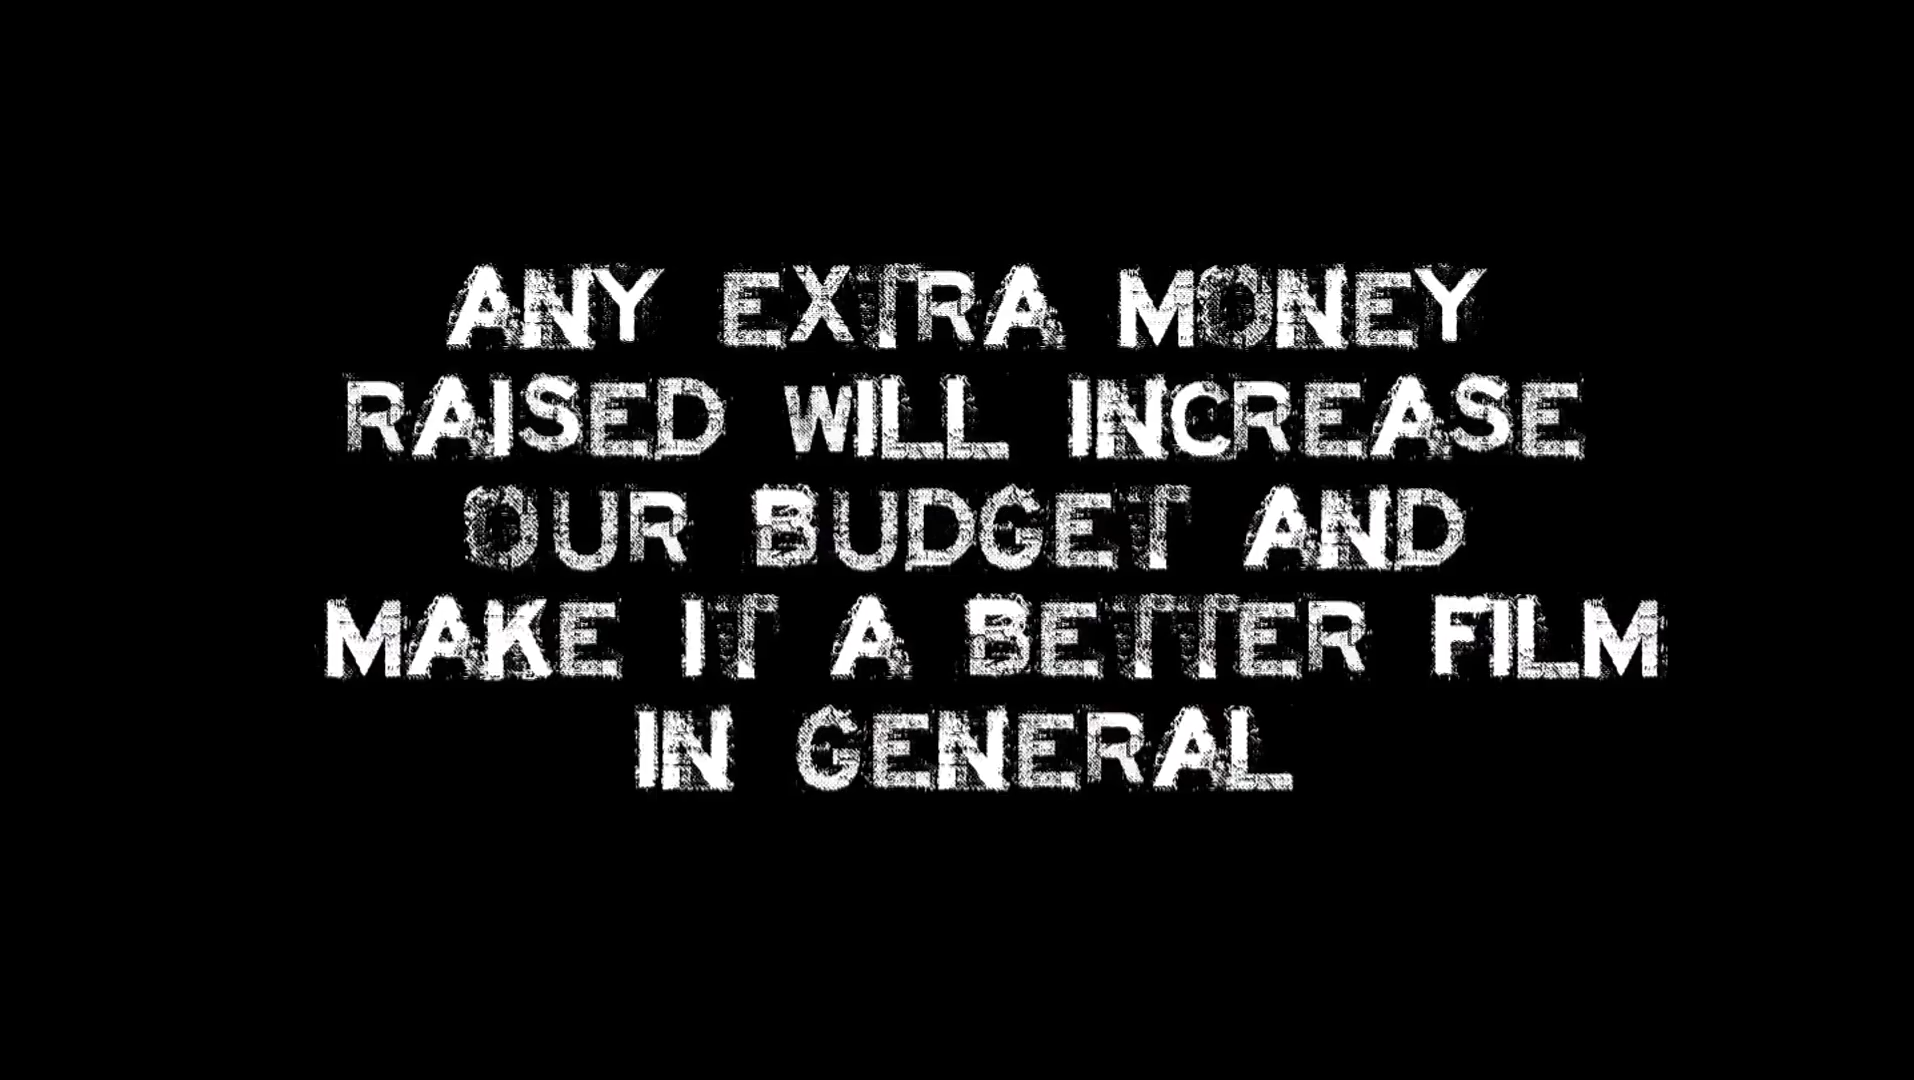 ANY EXTRA MONEY
RAISED WILL INCREASE
OUR BUDGET AND
MAKE IT A BETTER FILM
IN GENERAL